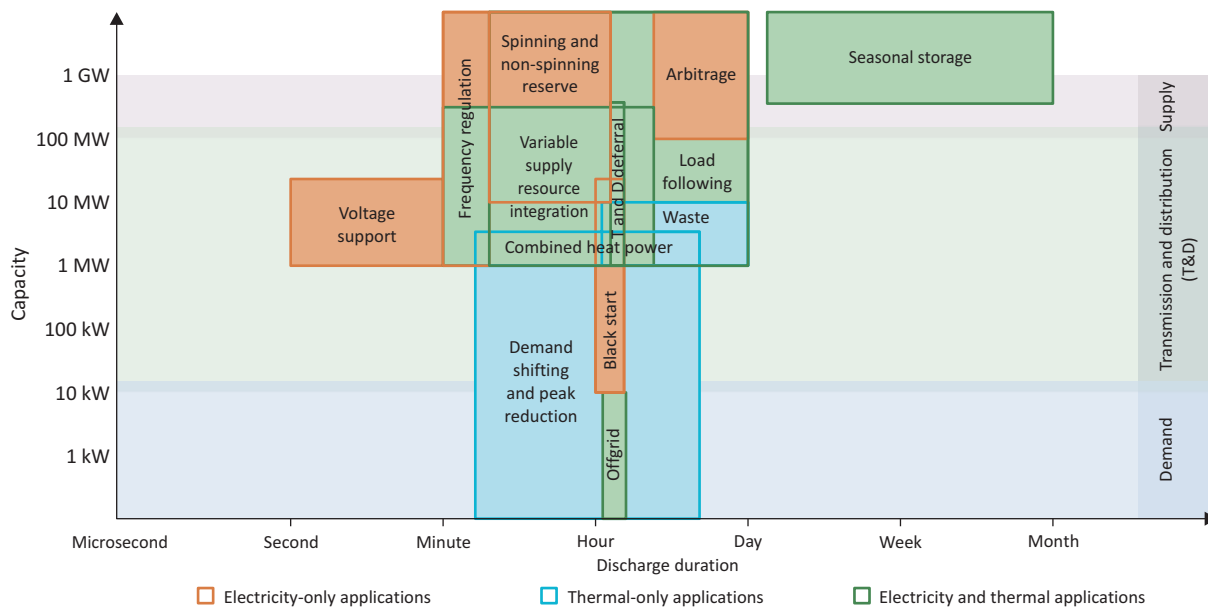 Capacity
1 GW
100 MW
10 MW
1 MW
100 kW
10 kW
1 kW
Voltage
support
Frequency regulation
Spinning and
non-spinning
reserve
Variable
supply
resource
integration
T and D deferral
Arbitrage
Load
following
Waste
Combined heat power
Demand
shifting
and peak
reduction
Black start
Offgrid
Seasonal storage
Supply
Transmission and distribution
(T&D)
Demand
Microsecond
Second
Minute
Hour
Day
Week
Month
Discharge duration
Electricity-only applications
Thermal-only applications
Electricity and thermal applications